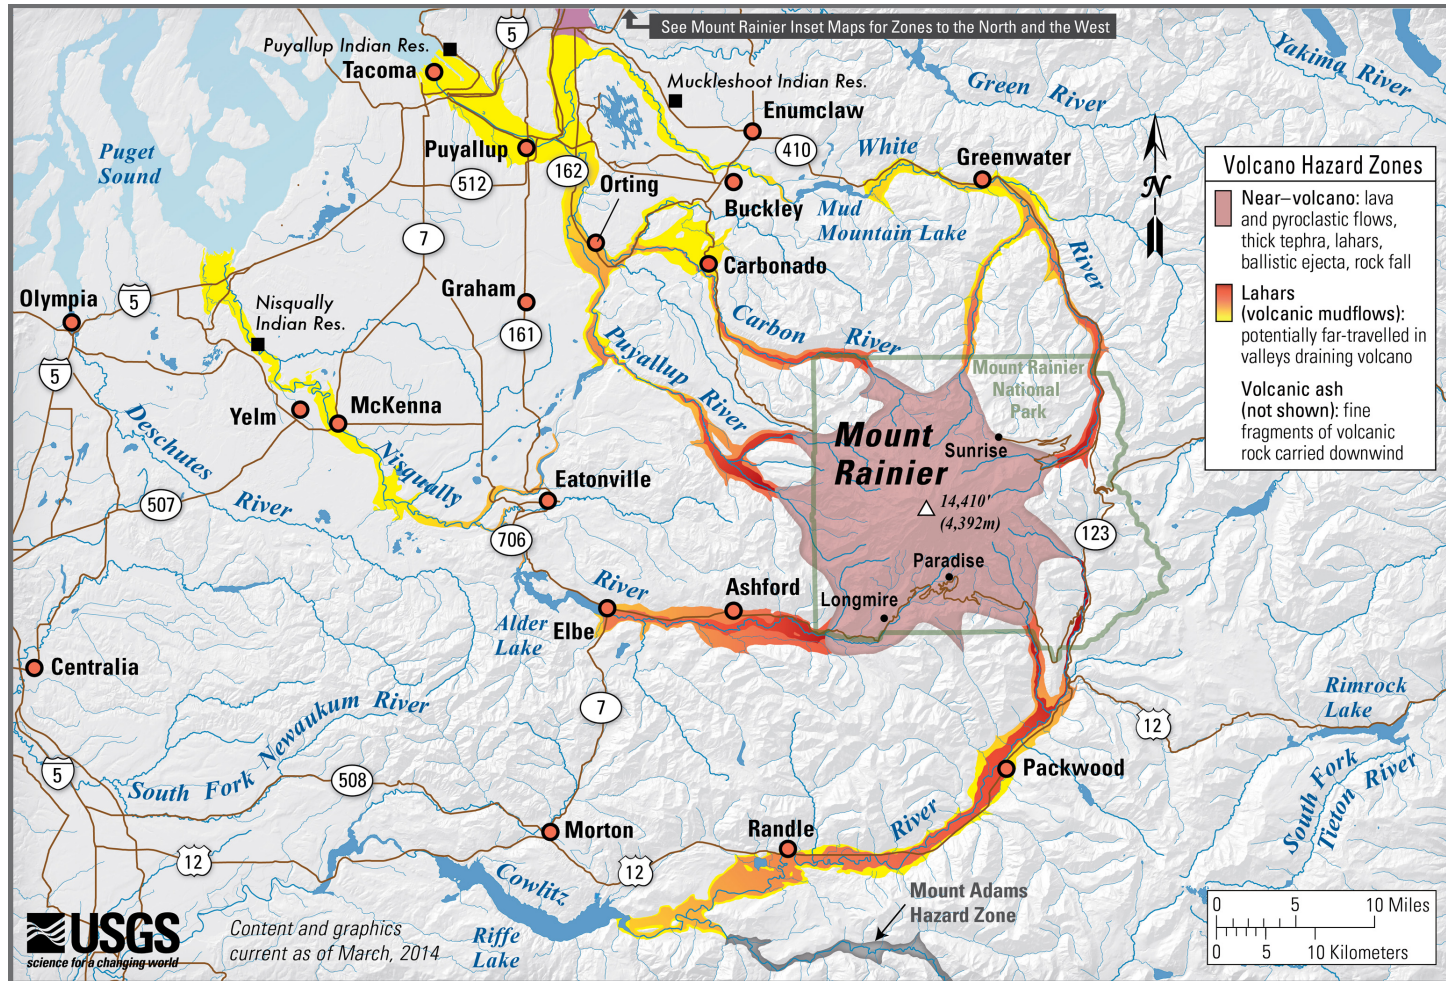 See Mount Rainier Inset Maps for Zones to the North and the West
5
Puyallup Indian Res.
Tacoma
Muckleshoot Indian Res.
Enumclaw
Green River
Yakima River
Puget
Sound
Puyallup
512
162
410
White
Greenwater
Orting
Buckley
Mud
Mountain Lake
River
N
7
Carbonado
Graham
161
Olympia
5
Nisqually
Indian Res.
Carbon River
Puyallup
River
Mount Rainier
National
Park
5
Yelm
McKenna
Deschutes
River
Nisqually
Mount
Rainier
Sunrise
14,410'
(4,392m)
507
Eatonville
706
123
Paradise
River
Ashford
Longmire
Alder
Lake
Elbe
Centralia
7
12
Rimrock
Lake
South Fork Newaukum River
5
508
Packwood
South Fork
Tieton River
Morton
Randle
River
12
12
Cowlitz
Mount Adams
Hazard Zone
Riffe
Lake
Volcano Hazard Zones
Near–volcano: lava
and pyroclastic flows,
thick tephra, lahars,
ballistic ejecta, rock fall
Lahars
(volcanic mudflows):
potentially far-travelled in
valleys draining volcano
Volcanic ash
(not shown): fine
fragments of volcanic
rock carried downwind
USGS
science for a changing world
Content and graphics
current as of March, 2014
0 5 10 Miles
0 5 10 Kilometers